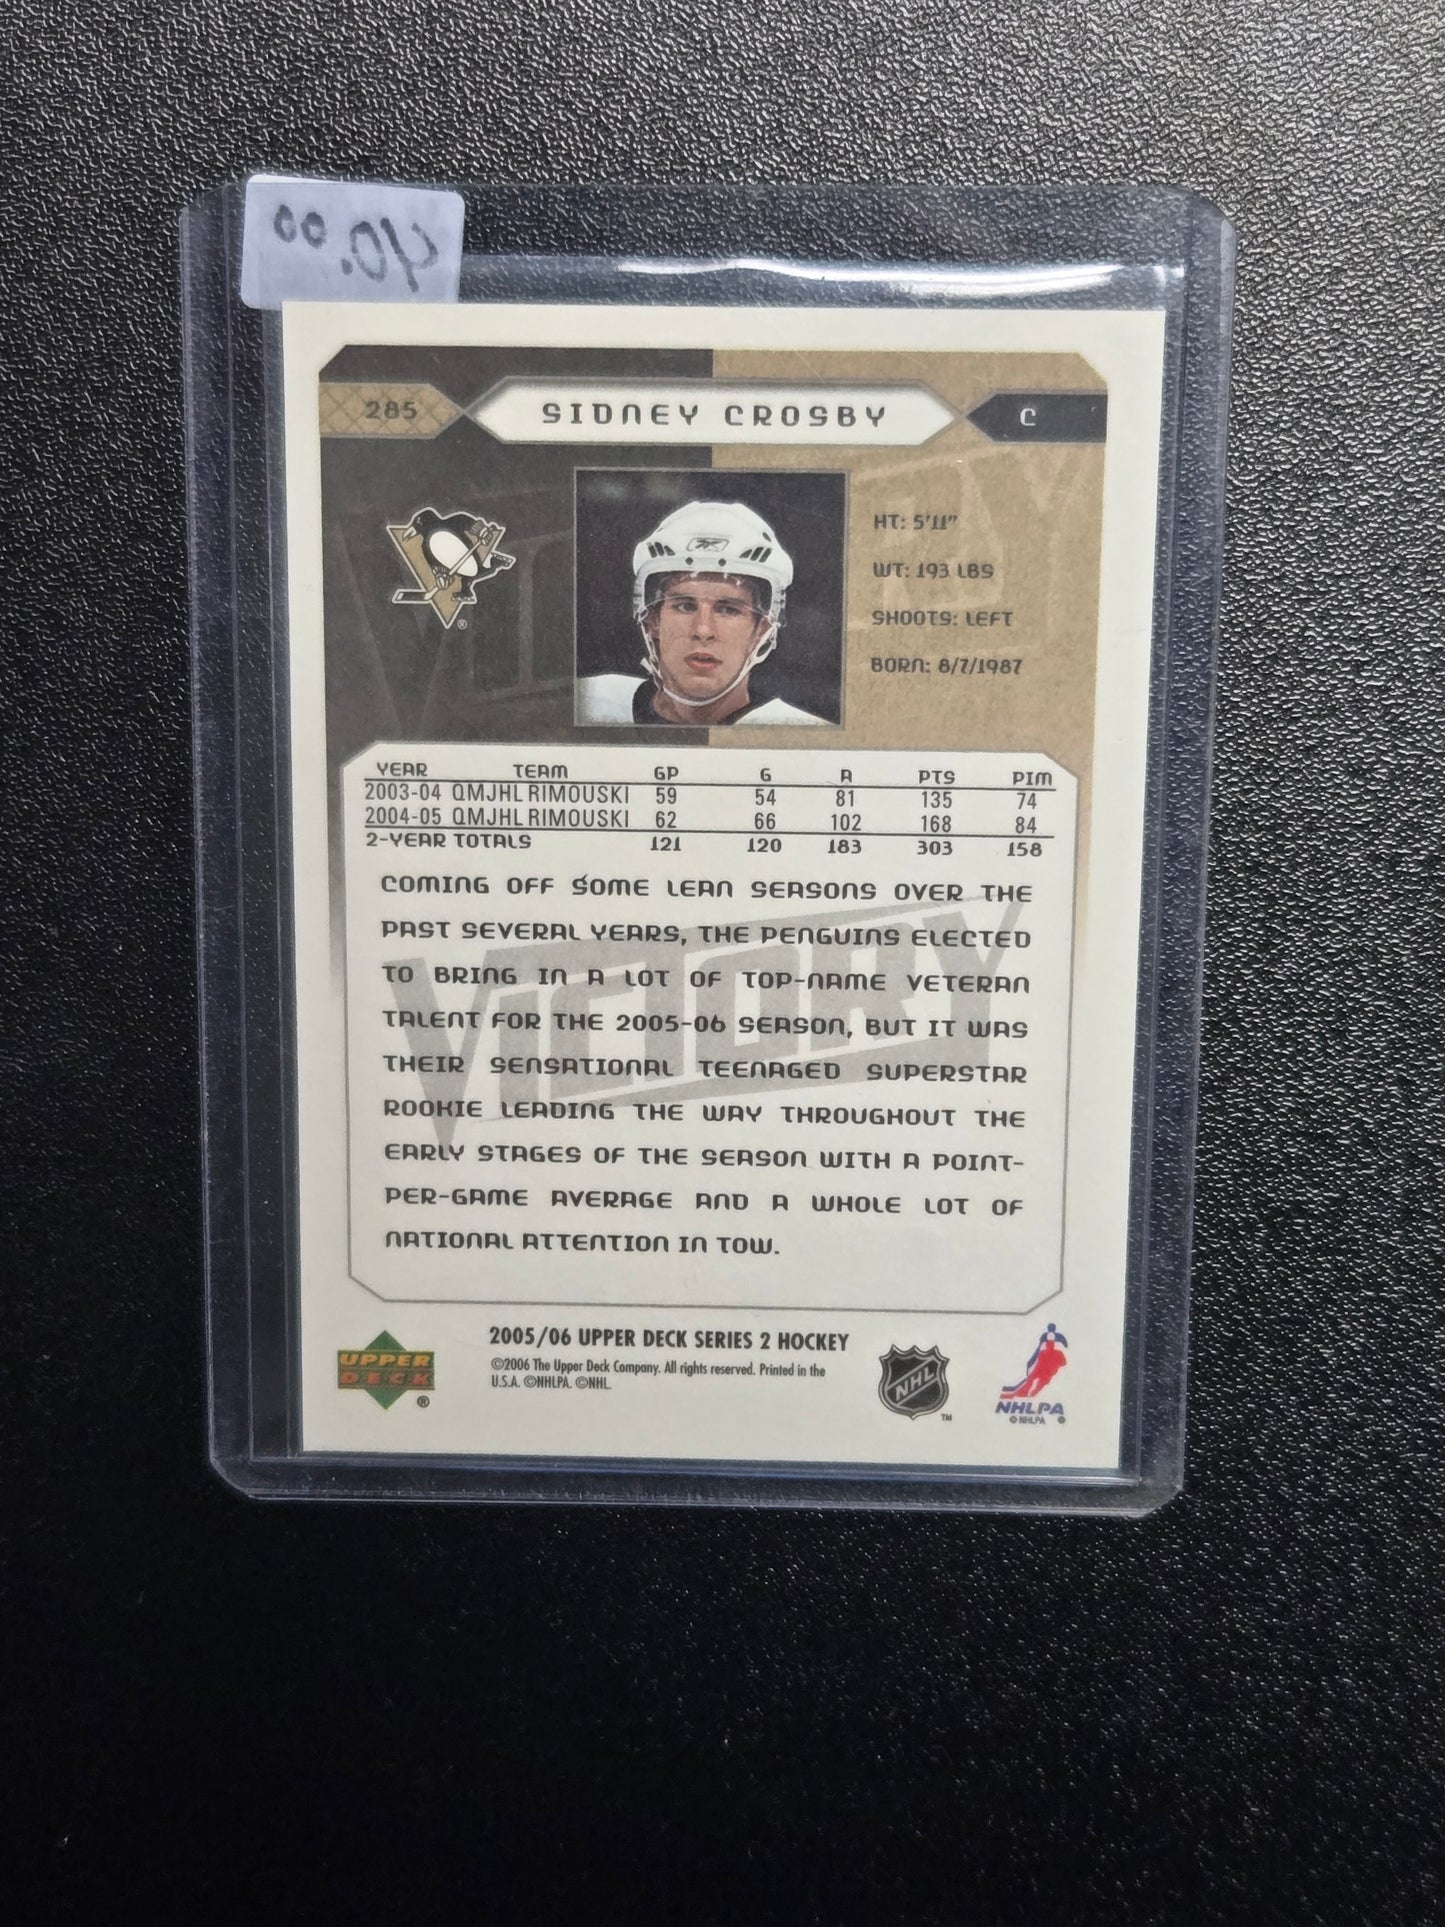 40.00
285 SIDNEY CROSBY C
HT: 5'11"
WT: 193 LBS
SHOOTS: LEFT
BORN: 8/7/1987
®
YEAR TEAM GP G A PTS PIM
2003-04 QMJHL RIMOUSKI 59 54 81 135 74
2004-05 QMJHL RIMOUSKI 62 66 102 168 84
2-YEAR TOTALS 121 120 183 303 158
VICTORY
COMING OFF SOME LEAN SEASONS OVER THE
PAST SEVERAL YEARS, THE PENGUINS ELECTED
TO BRING IN A LOT OF TOP-NAME VETERAN
TALENT FOR THE 2005-06 SEASON, BUT IT WAS
THEIR SENSATIONAL TEENAGED SUPERSTAR
ROOKIE LEADING THE WAY THROUGHOUT THE
EARLY STAGES OF THE SEASON WITH A POINT-
PER-GAME AVERAGE AND A WHOLE LOT OF
NATIONAL ATTENTION IN TOW.
UPPER
DECK
®
2005/06 UPPER DECK SERIES 2 HOCKEY
©2006 The Upper Deck Company. All rights reserved. Printed in the
U.S.A. ©NHLPA. ©NHL.
NHL
TM
NHLPA
© NHLPA ®